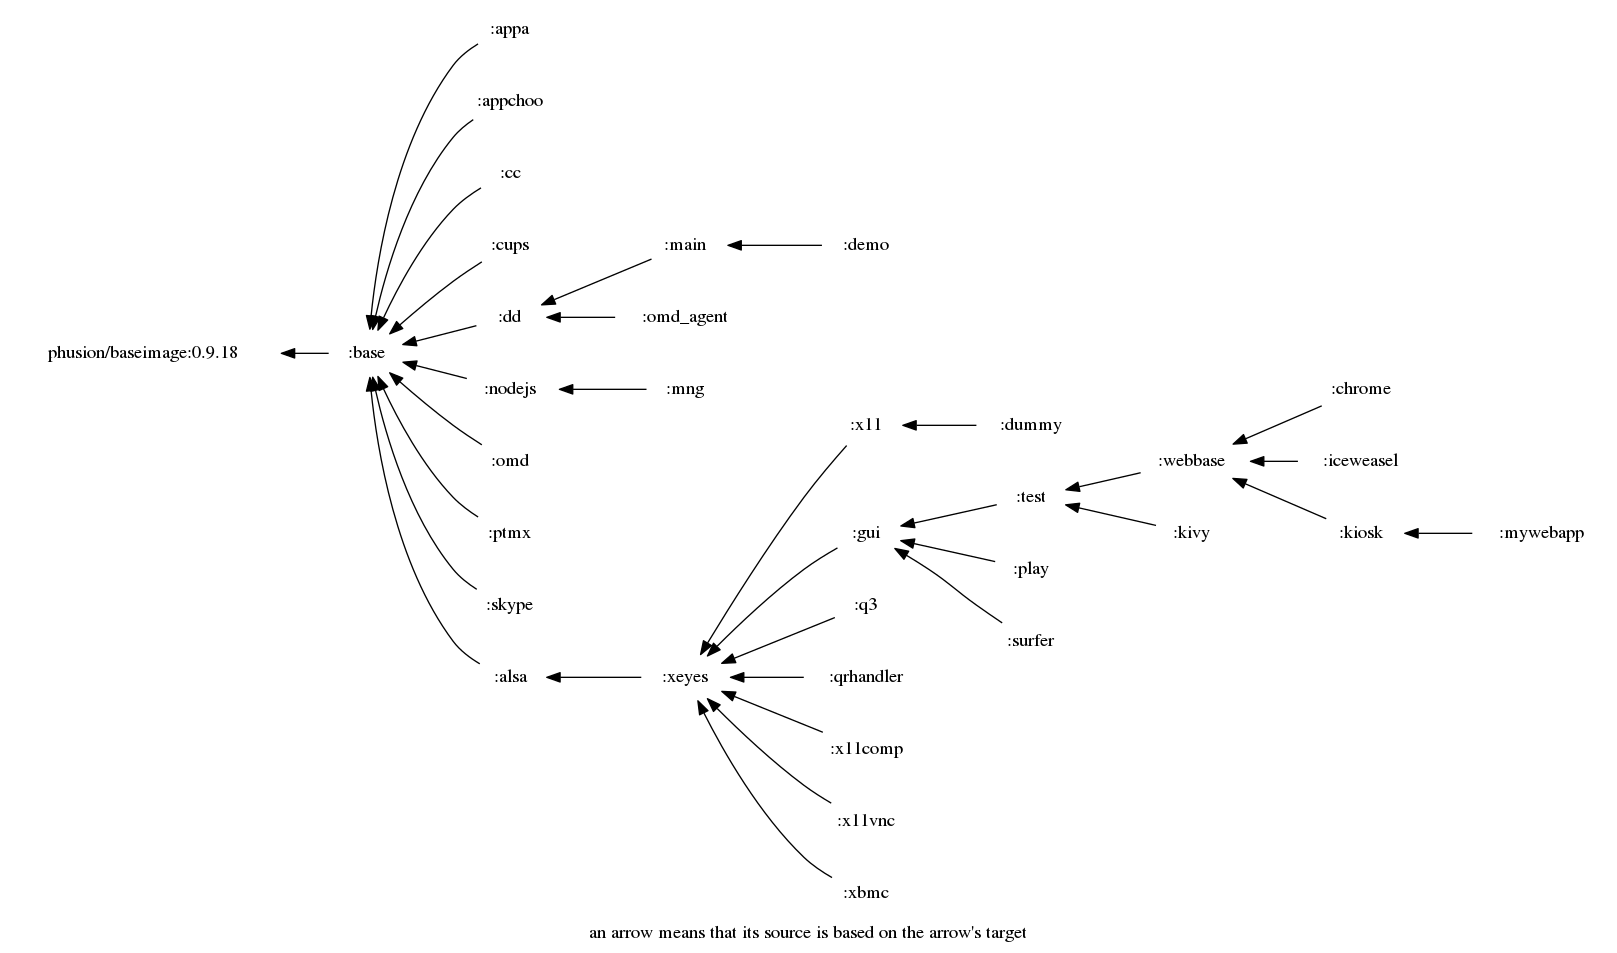 :appa
:appchoo
:cc
:cups
:main
:demo
:dd
:omd_agent
phusion/baseimage:0.9.18
:base
:nodejs
:mng
:chrome
:x11
:dummy
:omd
:webbase
:iceweasel
:test
:ptmx
:gui
:kivy
:kiosk
:mywebapp
:play
:skype
:q3
:surfer
:alsa
:xeyes
:qrhandler
:x11comp
:x11vnc
:xbmc
an arrow means that its source is based on the arrow's target